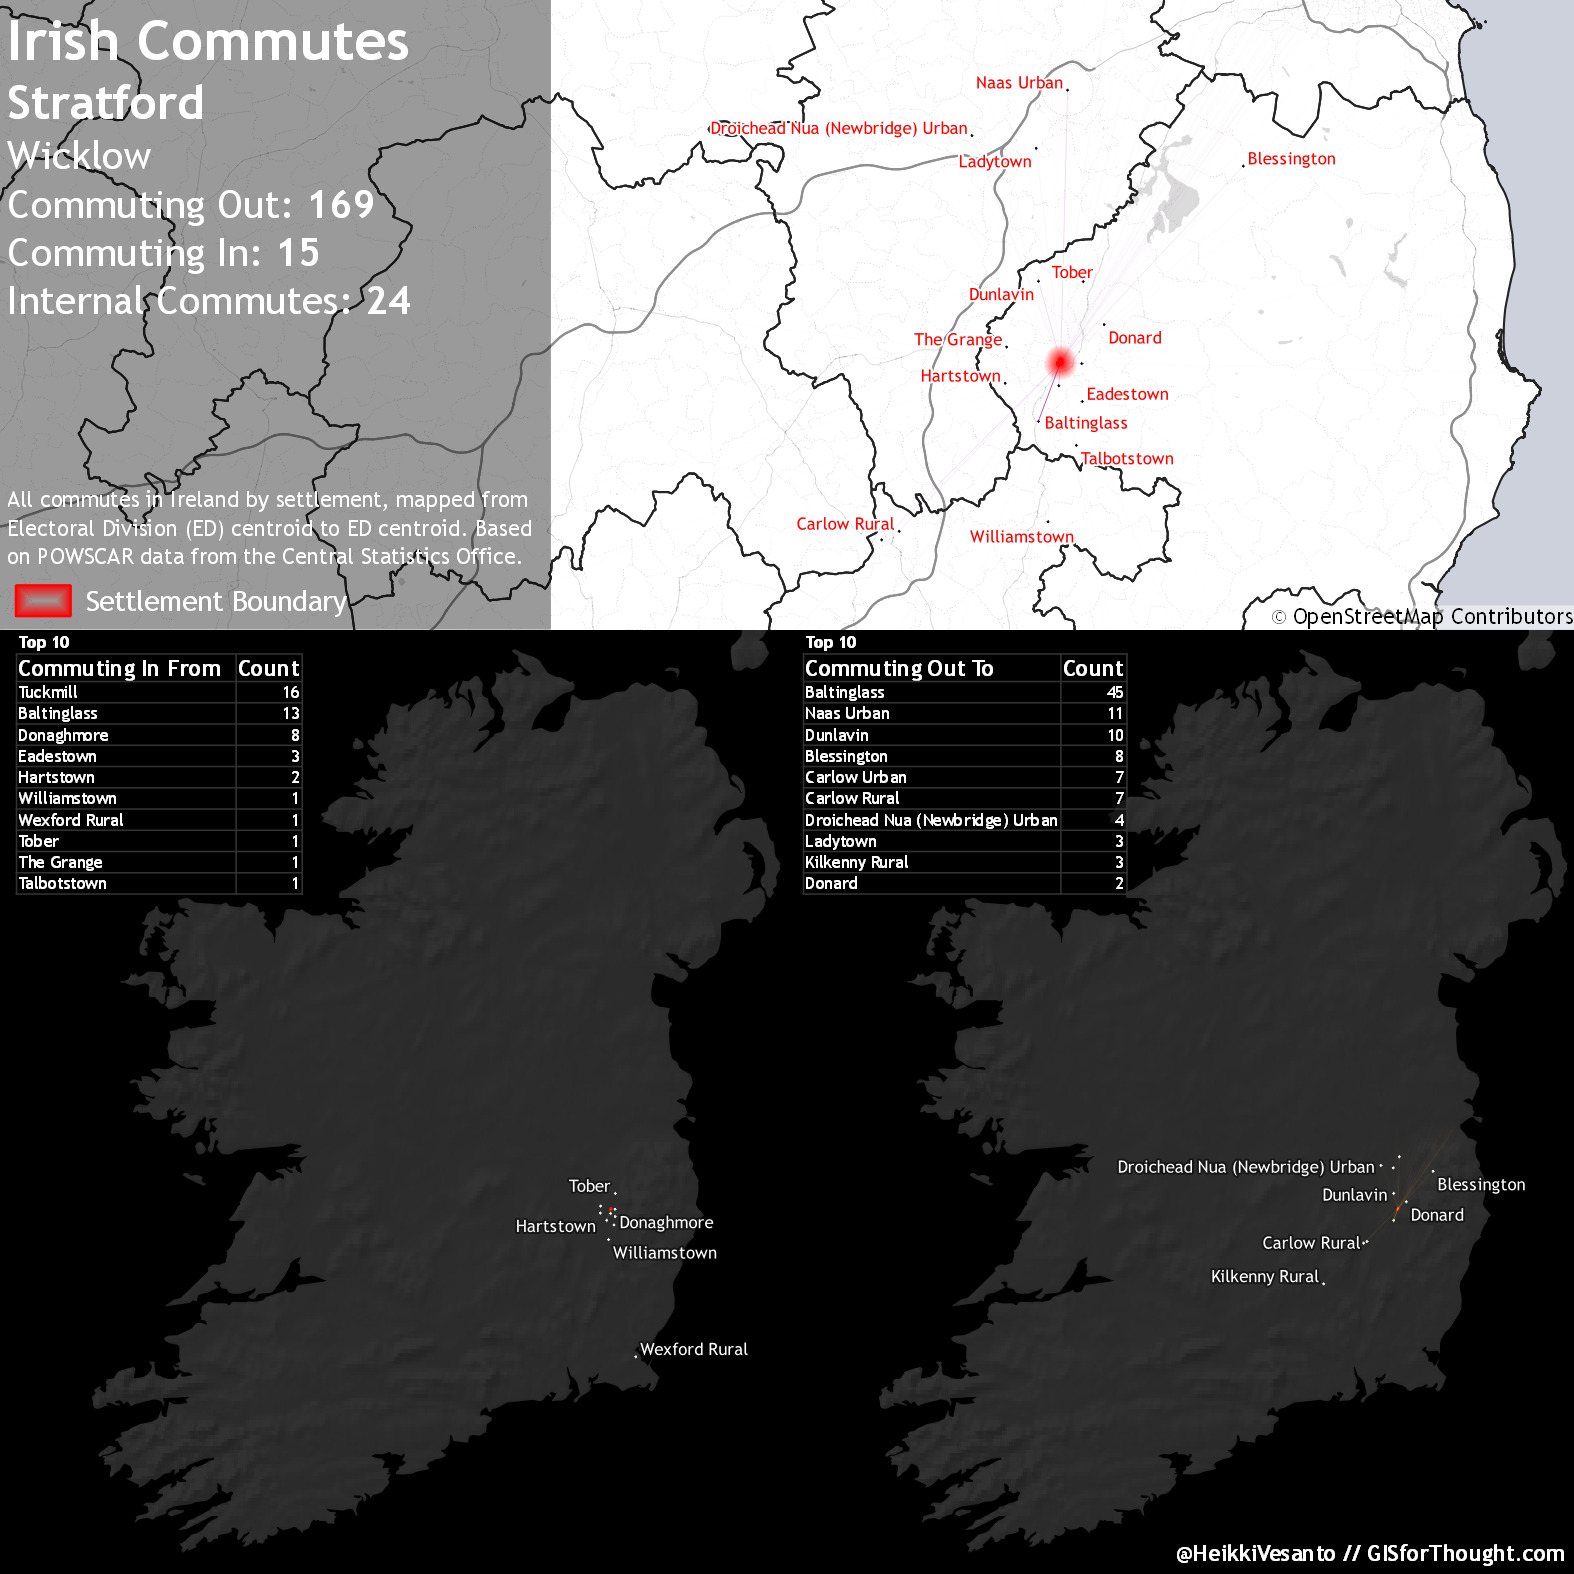 Irish Commutes
Stratford
Wicklow
Commuting Out: 169
Commuting In: 15
Internal Commutes: 24
All commutes in Ireland by settlement, mapped from
Electoral Division (ED) centroid to ED centroid. Based
on POWSCAR data from the Central Statistics Office.
Settlement Boundary
Naas Urban
Droichead Nua (Newbridge) Urban
Ladytown
Blessington
Tober
Dunlavin
The Grange
Donard
Hartstown
Eadestown
Baltinglass
Talbotstown
Carlow Rural
Williamstown
© OpenStreetMap Contributors
Top 10
Commuting In From Count
Tuckmill 16
Baltinglass 13
Donaghmore 8
Eadestown 3
Hartstown 2
Williamstown 1
Wexford Rural 1
Tober 1
The Grange 1
Talbotstown 1
Tober
Hartstown
Donaghmore
Williamstown
Wexford Rural
Top 10
Commuting Out To Count
Baltinglass 45
Naas Urban 11
Dunlavin 10
Blessington 8
Carlow Urban 7
Carlow Rural 7
Droichead Nua (Newbridge) Urban 4
Ladytown 3
Kilkenny Rural 3
Donard 2
Droichead Nua (Newbridge) Urban
Blessington
Dunlavin
Donard
Carlow Rural
Kilkenny Rural
@HeikkiVesanto // GISforThought.com